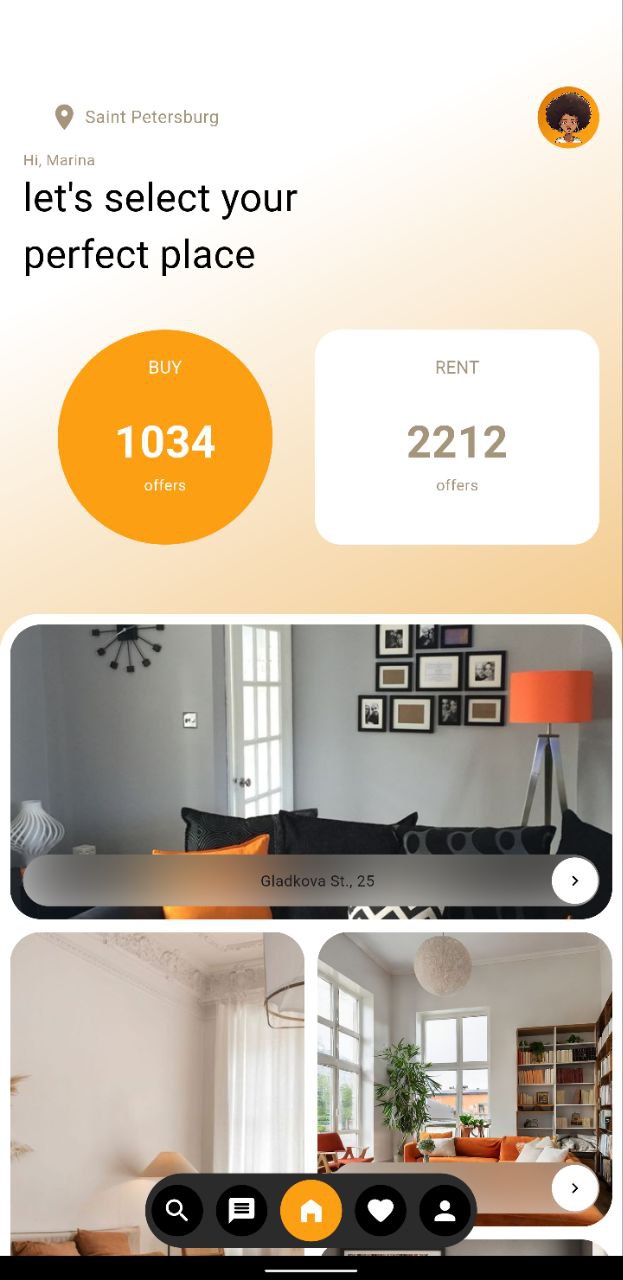 Saint Petersburg
Hi, Marina
let's select your
perfect place
BUY
1034
offers
RENT
2212
offers
Gladkova St., 25